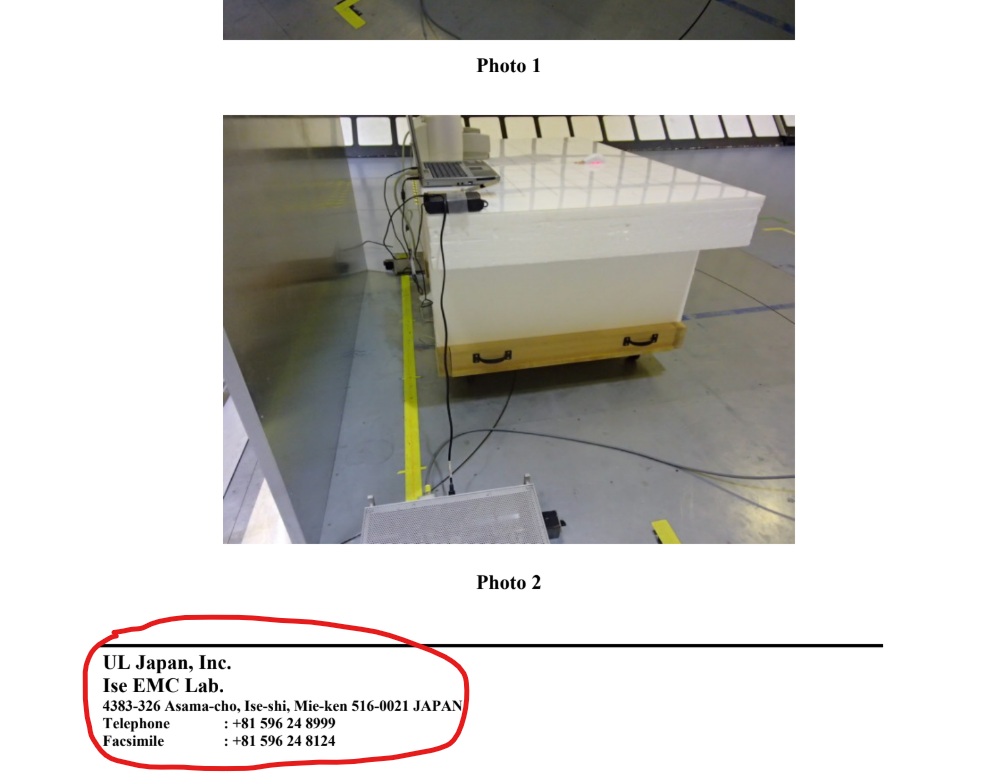 Photo 1
Photo 2
UL Japan, Inc.
Ise EMC Lab.
4383-326 Asama-cho, Ise-shi, Mie-ken 516-0021 JAPAN
Telephone : +81 596 24 8999
Facsimile : +81 596 24 8124